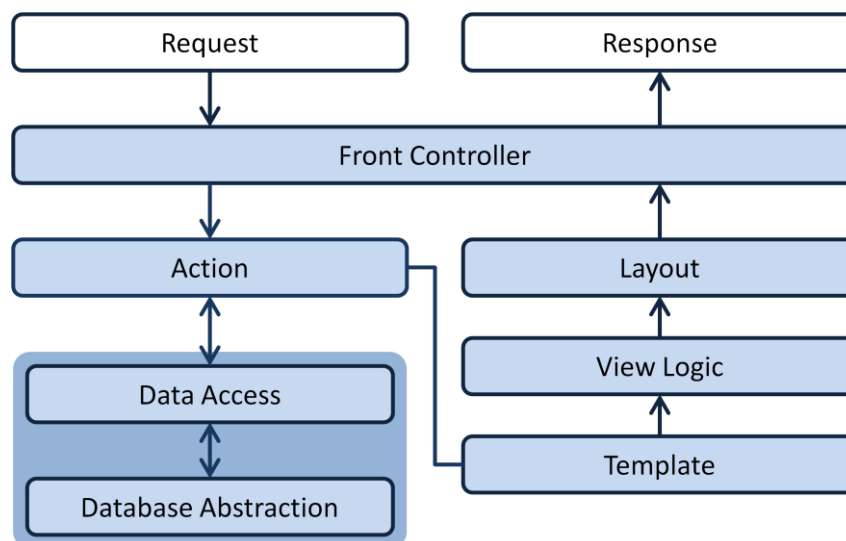 Request
Response
Front Controller
Action
Layout
Data Access
View Logic
Database Abstraction
Template